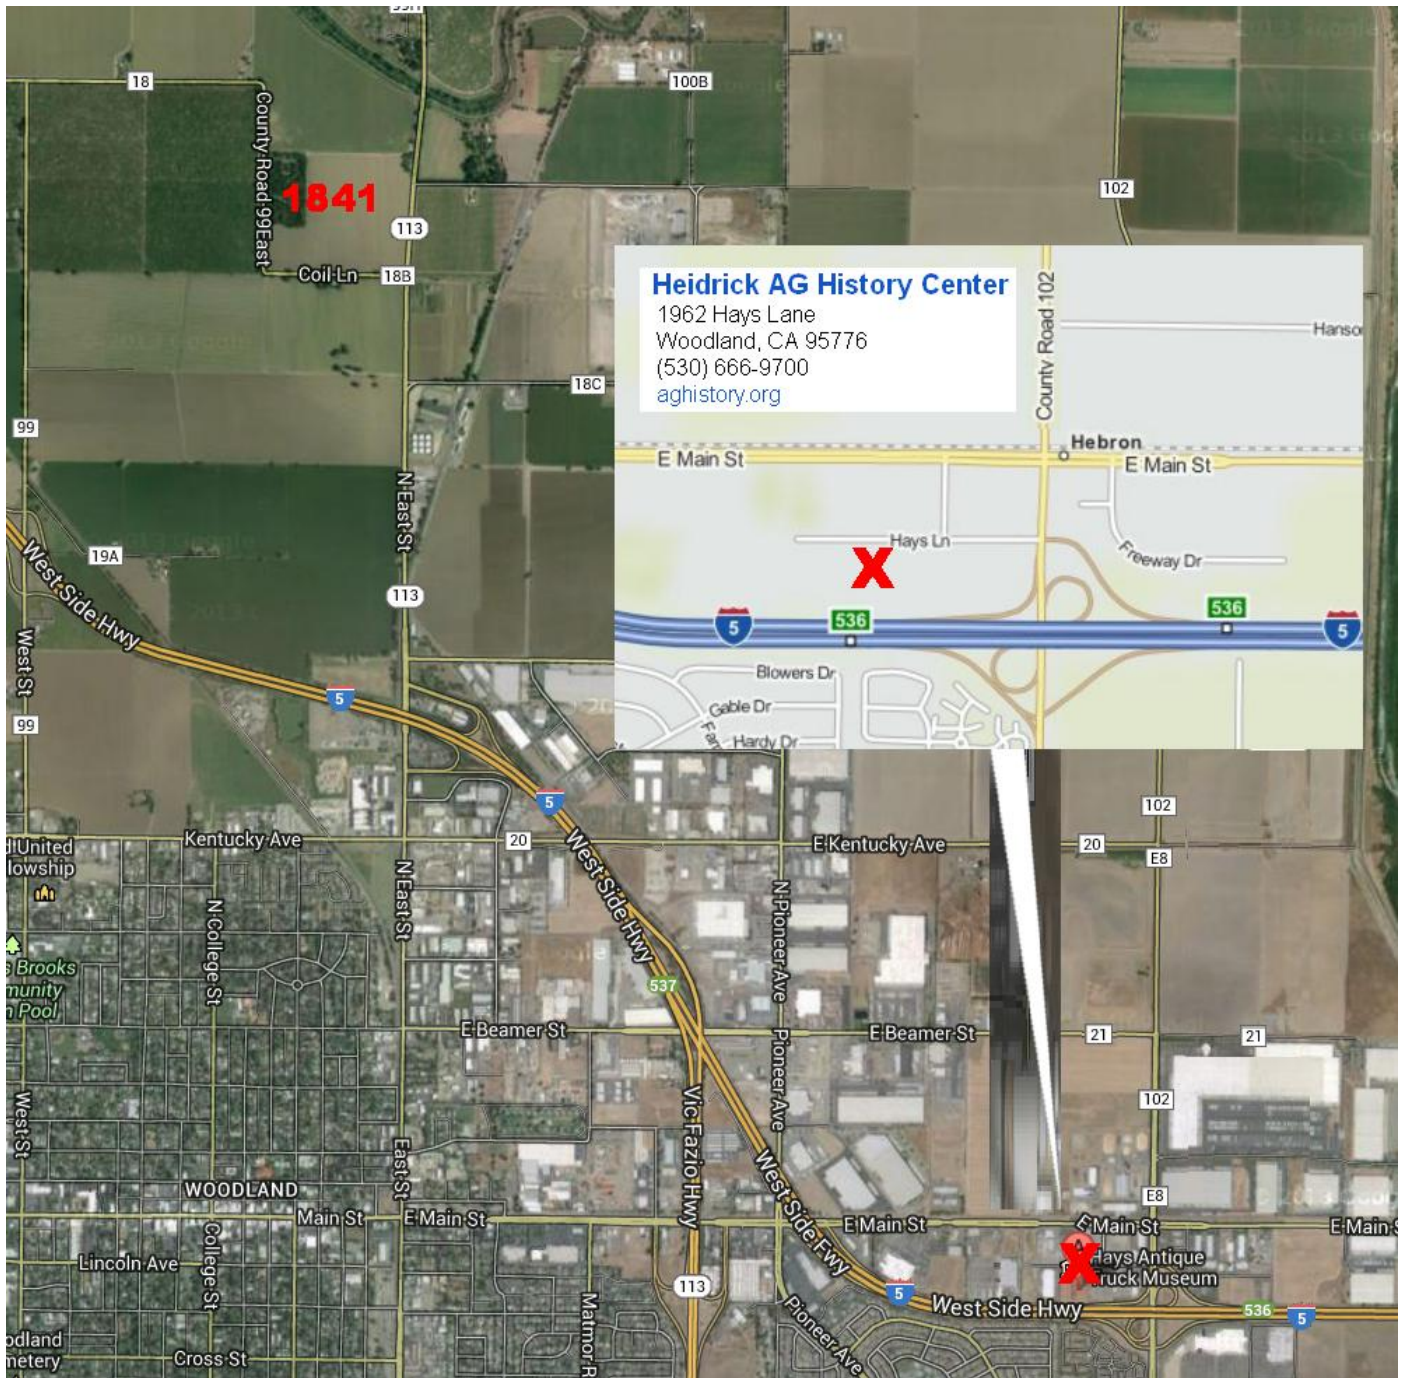 99H
18
100B
County Road 99East
1841
102
113
Coil Ln
18B
Heidrick AG History Center
1962 Hays Lane
Woodland, CA 95776
(530) 666-9700
aghistory.org
County Road 102
Hanso
Hebron
E Main St
E Main St
Hays Ln
Freeway Dr
X
536
536
5
5
Blowers Dr
Gable Dr
Hardy Dr
18C
99
N East St
19A
West Side Hwy
113
West St
5
99
5
102
Kentucky Ave
20
E Kentucky Ave
20
E8
d United
lowship
West Side Hwy
N College St
N East St
N Pioneer Ave
s Brooks
munity
n Pool
537
E Beamer St
E Beamer St
21
21
Pioneer Ave
Vic Fazio Hwy
102
West St
East St
West Side Fwy
WOODLAND
E8
Main St
E Main St
E Main St
E Main St
E Main S
Lincoln Ave
College St
X
Hays Antique
Truck Museum
113
5
West Side Hwy
536
5
Matmor R
Pioneer Ave
odland
metery
Cross St